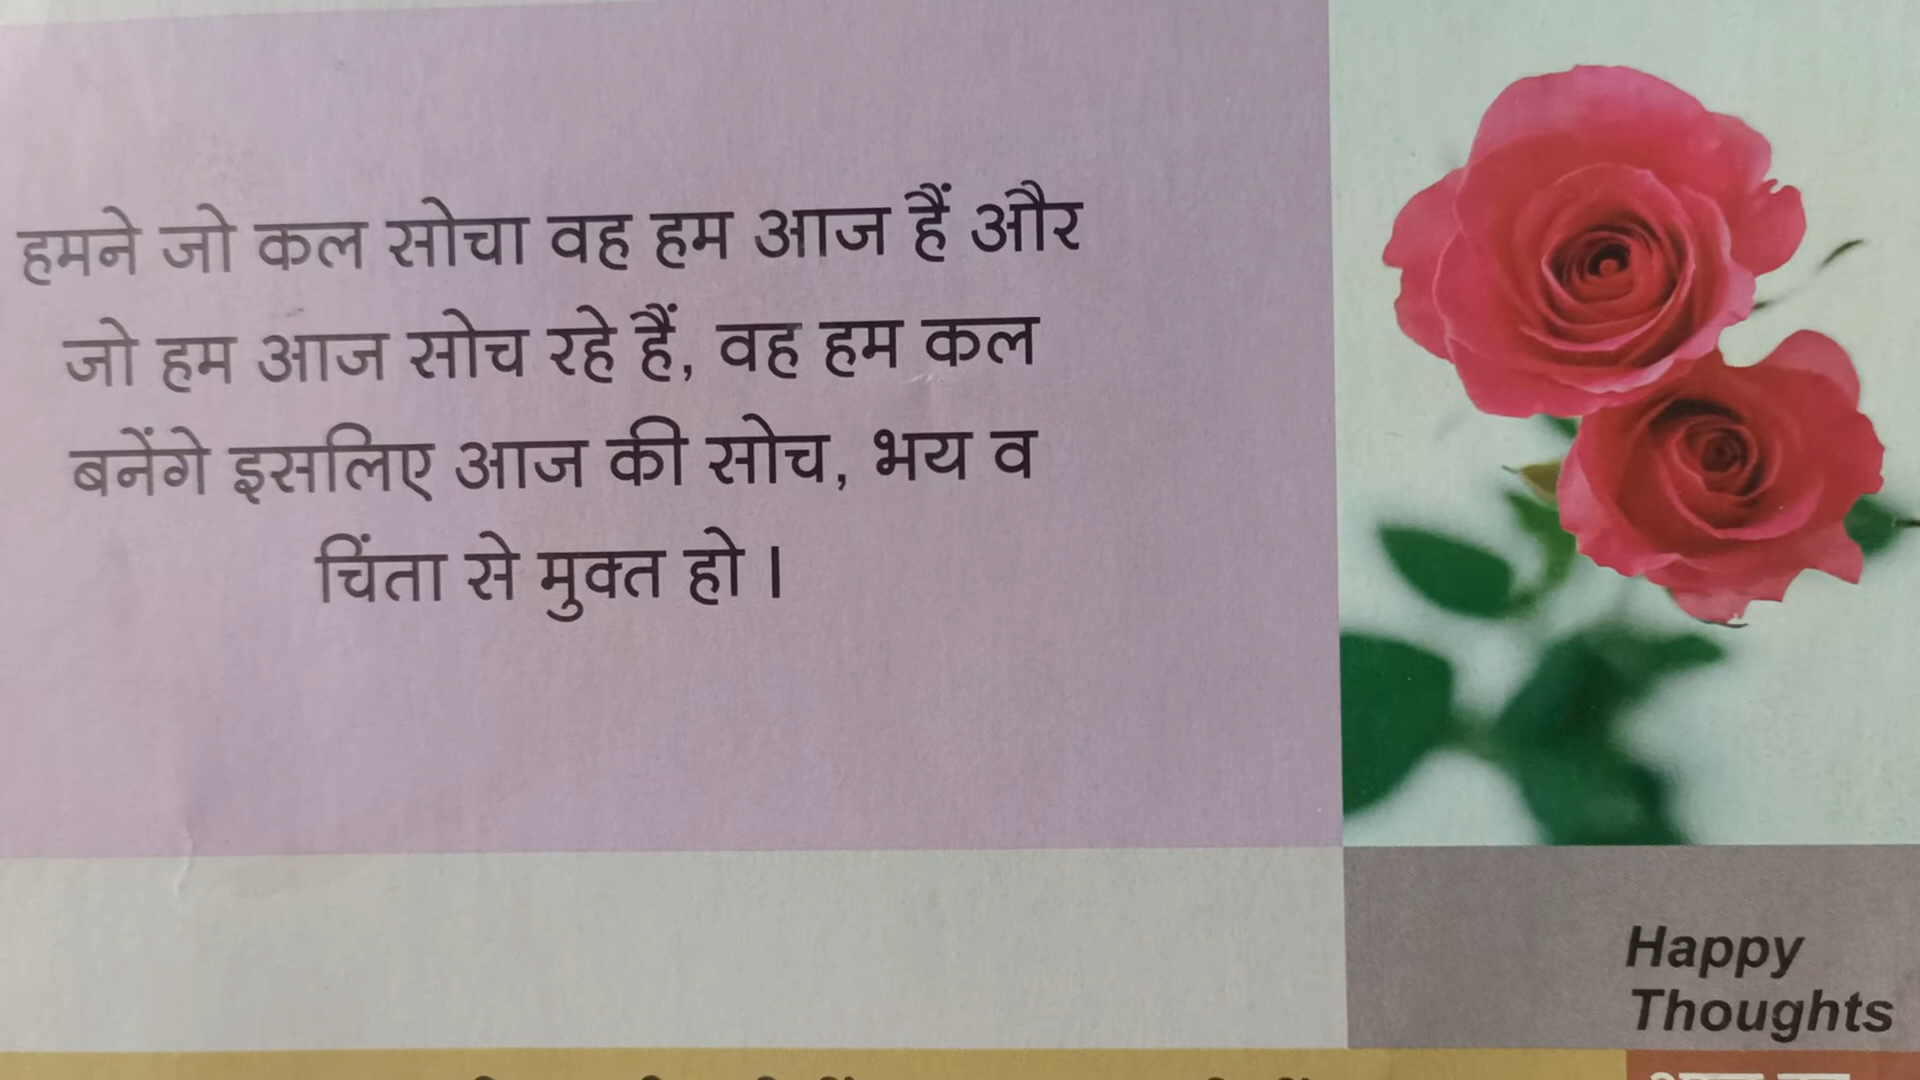 हमने जो कल सोचा वह हम आज हैं और
जो हम आज सोच रहे हैं, वह हम कल
बनेंगे इसलिए आज की सोच, भय व
चिंता से मुक्त हो ।
Happy
Thoughts